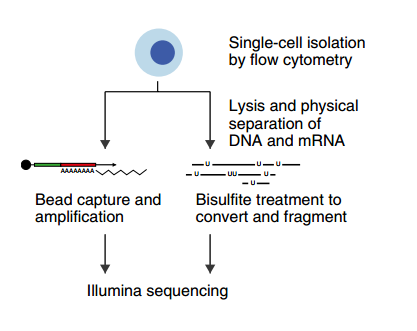 Single-cell isolation
by flow cytometry
Lysis and physical
separation of
DNA and mRNA
AAAAAAAA
U U U
U UU U
U
Bead capture and
amplification
Bisulfite treatment to
convert and fragment
Illumina sequencing